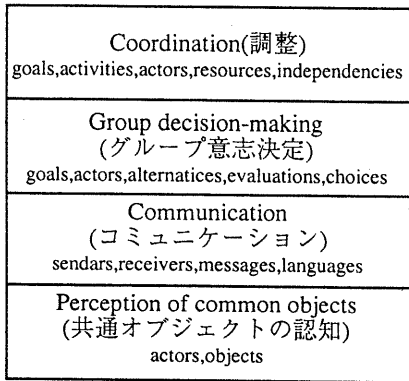 Coordination(調整)
goals,activities,actors,resources,independencies
Group decision-making
(グループ意志決定)
goals,actors,alternatices,evaluations,choices
Communication
(コミュニケーション)
sendars,receivers,messages,languages
Perception of common objects
(共通オブジェクトの認知)
actors,objects